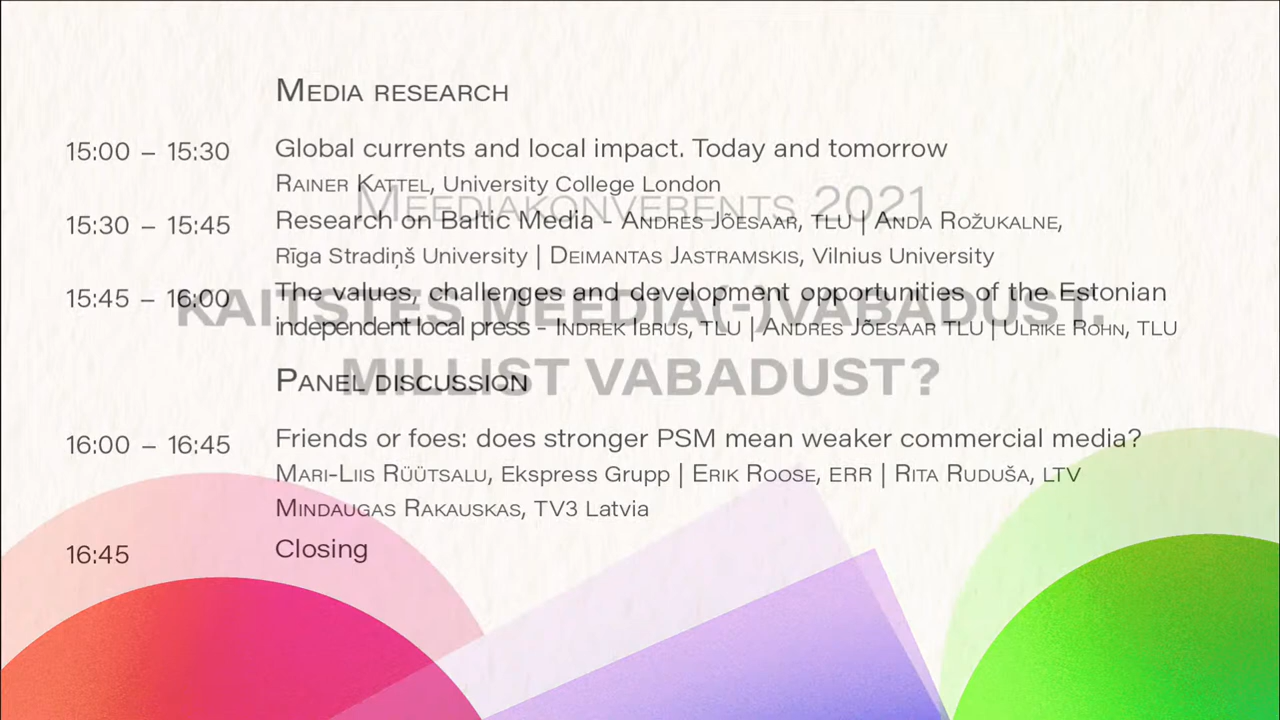 MEDIA RESEARCH
15:00 – 15:30 Global currents and local impact. Today and tomorrow
RAINER KATTEL, University College London
MEEDIAKONVERENTS 2021
15:30 – 15:45 Research on Baltic Media - ANDRES JÕESAAR, TLU | ANDA ROŽUKALNE,
Rīga Stradiņš University | DEIMANTAS JASTRAMSKIS, Vilnius University
15:45 – 16:00 The values, challenges and development opportunities of the Estonian
KAITSTES MEEDIA(-)VABADUST.
independent local press - INDREK IBRUS, TLU | ANDRES JÕESAAR TLU | ULRIKE ROHN, TLU
MILLIST VABADUST?
PANEL DISCUSSION
16:00 – 16:45 Friends or foes: does stronger PSM mean weaker commercial media?
MARI-LIIS RÜÜTSALU, Ekspress Grupp | ERIK ROOSE, ERR | RITA RUDUŠA, LTV
MINDAUGAS RAKAUSKAS, TV3 Latvia
16:45 Closing